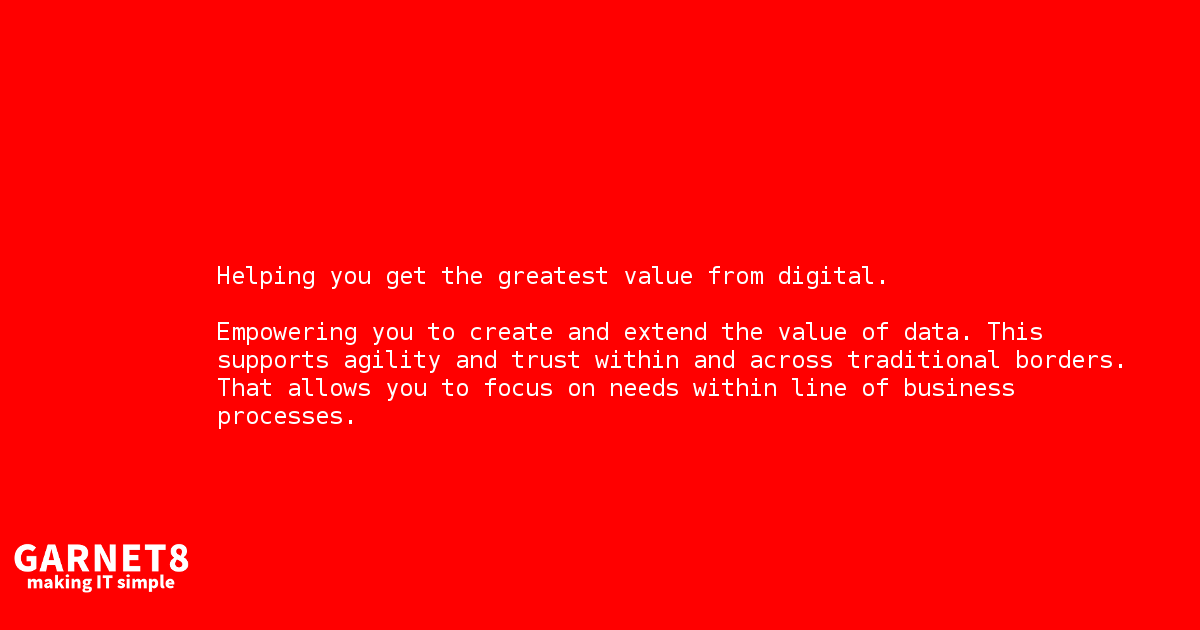 Helping you get the greatest value from digital.
Empowering you to create and extend the value of data. This
supports agility and trust within and across traditional borders.
That allows you to focus on needs within line of business
processes.
GARNET8
making IT simple